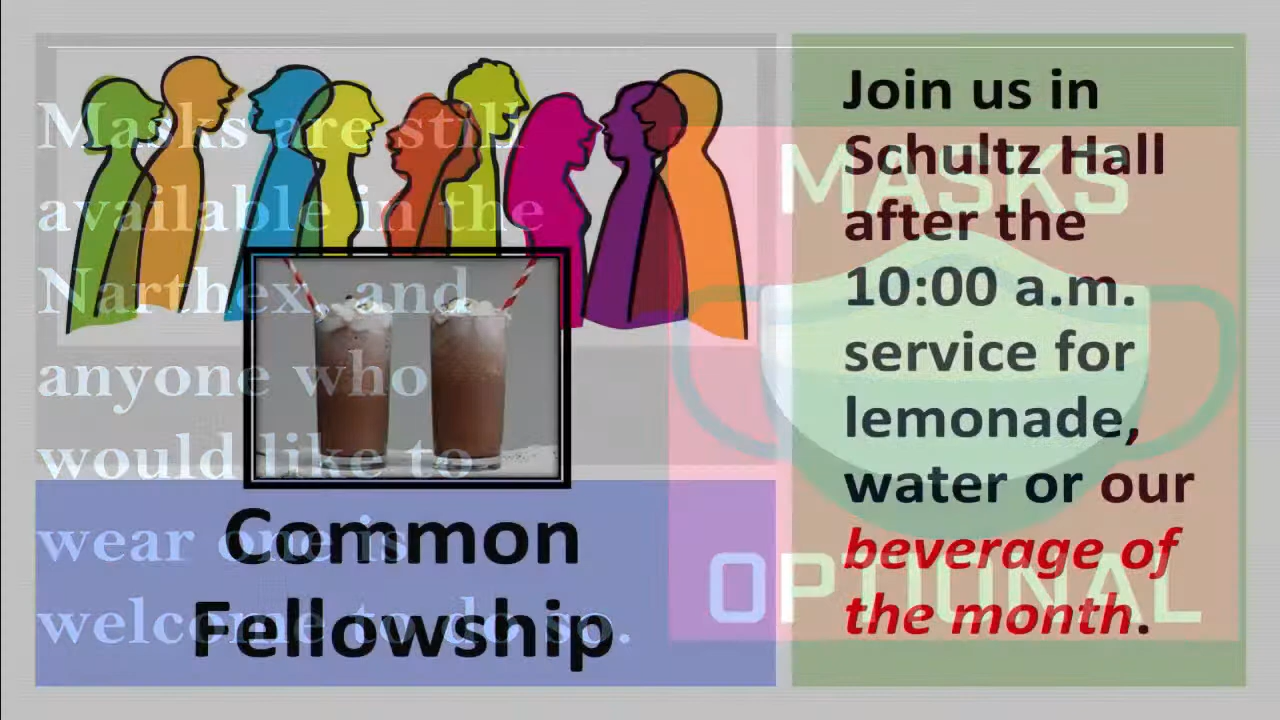 Masks are still
available in the
Narthex, and
anyone who
would like to
wear one is
welcome to do so.
MASKS
OPTIONAL
Common
Fellowship
Join us in
Schultz Hall
after the
10:00 a.m.
service for
lemonade,
water or our
beverage of
the month.